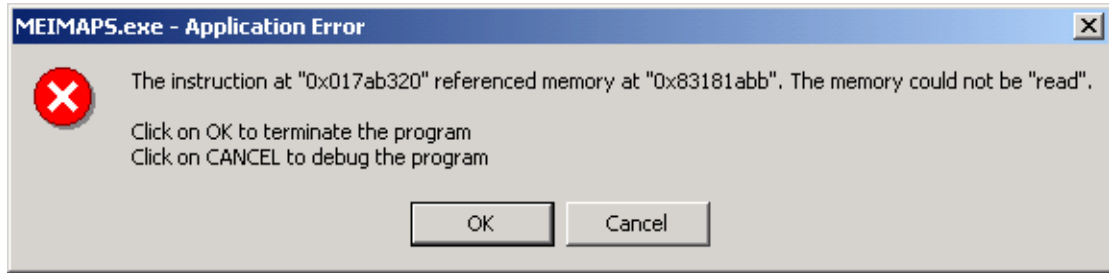 MEIMAPS.exe - Application Error
The instruction at "0x017ab320" referenced memory at "0x83181abb". The memory could not be "read".
Click on OK to terminate the program
Click on CANCEL to debug the program
OK
Cancel